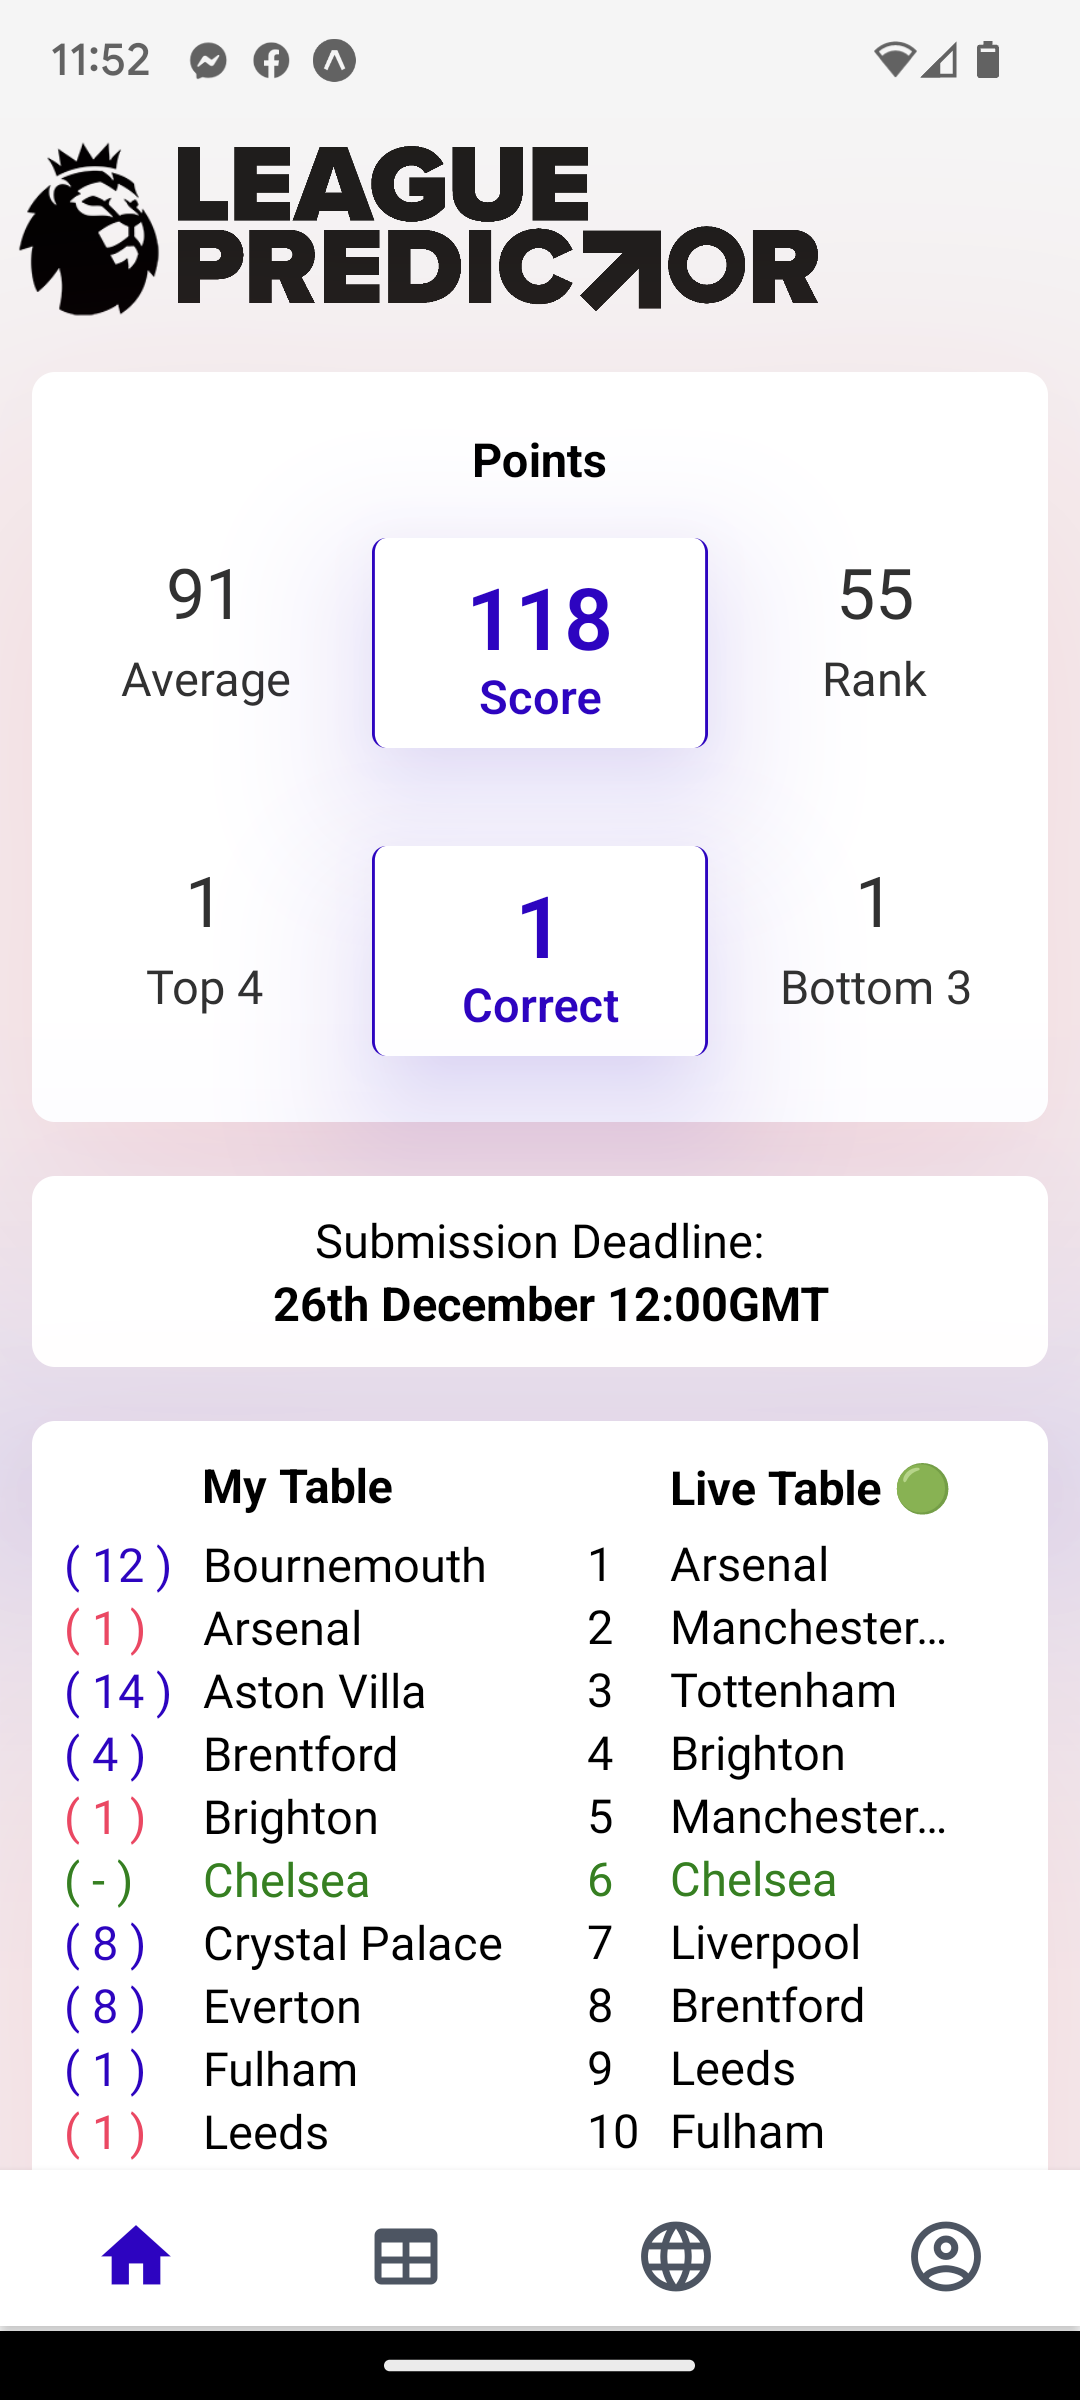 11:52
LEAGUE
PREDICTOR
Points
91 118 55
Average Score Rank
1 1 1
Top 4 Correct Bottom 3
Submission Deadline:
26th December 12:00GMT
My Table Live Table
( 12 ) Bournemouth 1 Arsenal
( 1 ) Arsenal 2 Manchester...
( 14 ) Aston Villa 3 Tottenham
( 4 ) Brentford 4 Brighton
( 1 ) Brighton 5 Manchester...
( - ) Chelsea 6 Chelsea
( 8 ) Crystal Palace 7 Liverpool
( 8 ) Everton 8 Brentford
( 1 ) Fulham 9 Leeds
( 1 ) Leeds 10 Fulham